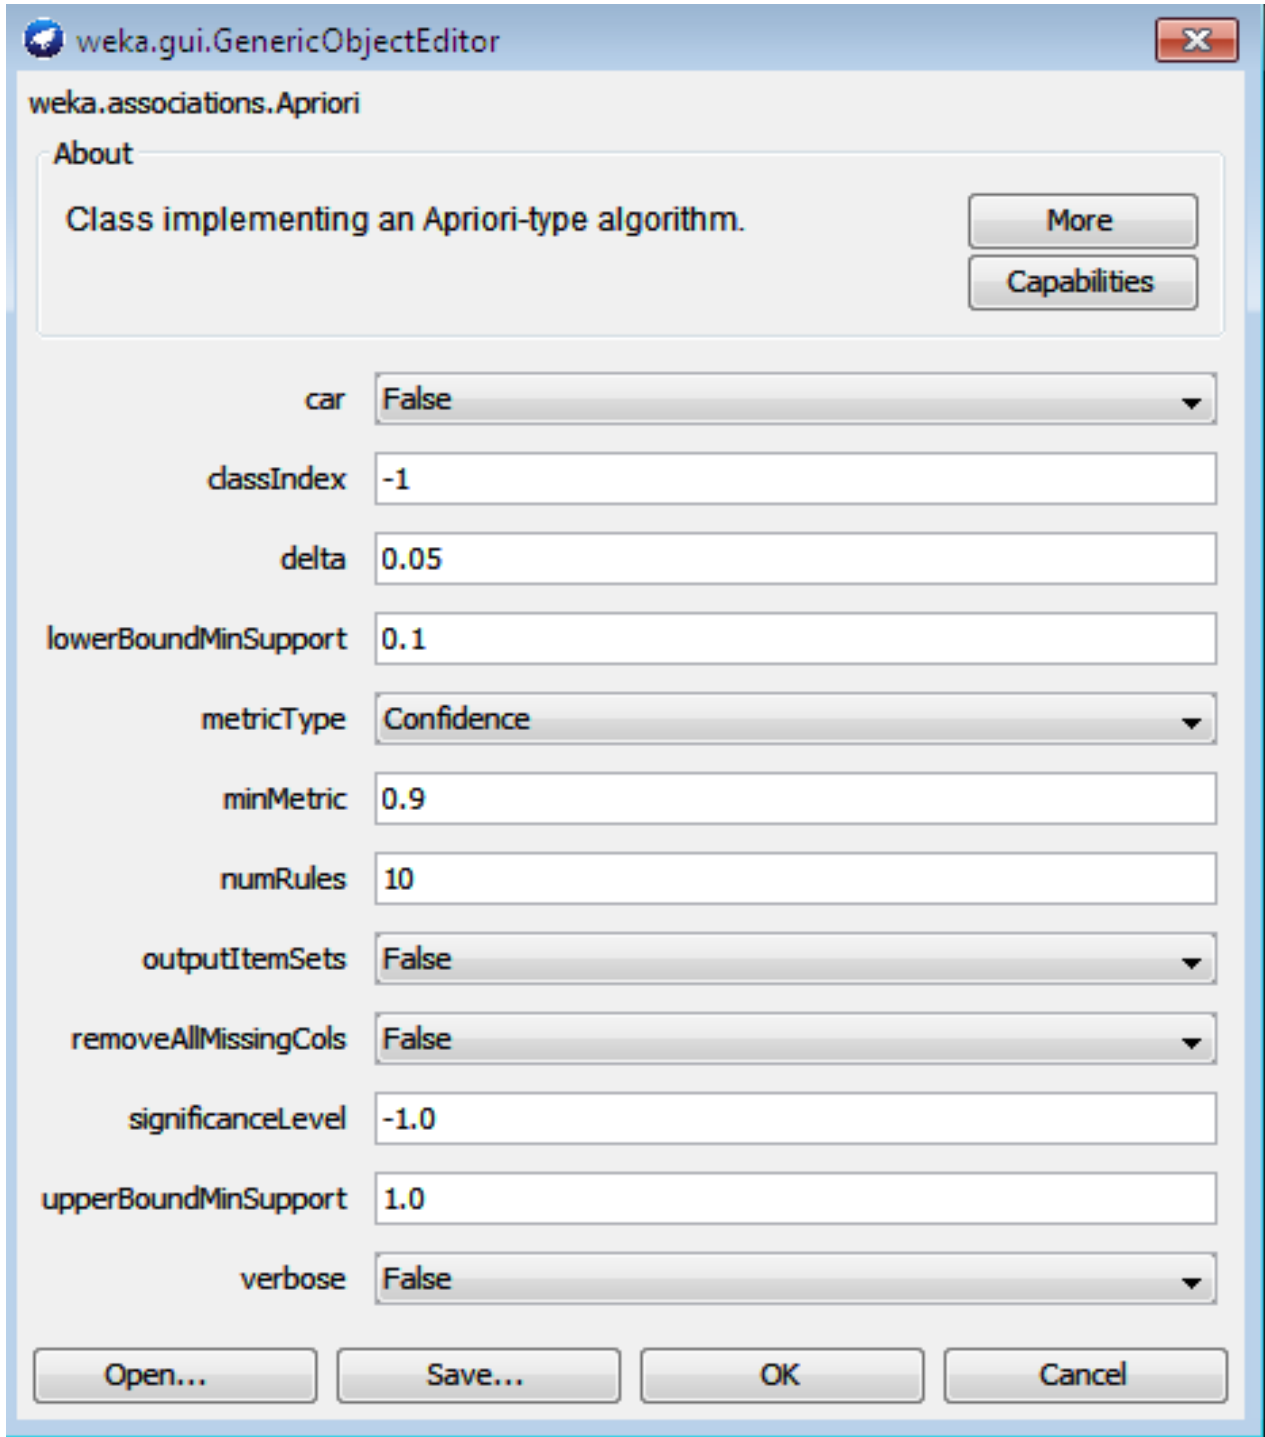 weka.gui.GenericObjectEditor
weka.associations.Apriori
About
Class implementing an Apriori-type algorithm.
More
Capabilities
car False
classIndex -1
delta 0.05
lowerBoundMinSupport 0.1
metricType Confidence
minMetric 0.9
numRules 10
outputItemSets False
removeAllMissingCols False
significanceLevel -1.0
upperBoundMinSupport 1.0
verbose False
Open... Save... OK Cancel